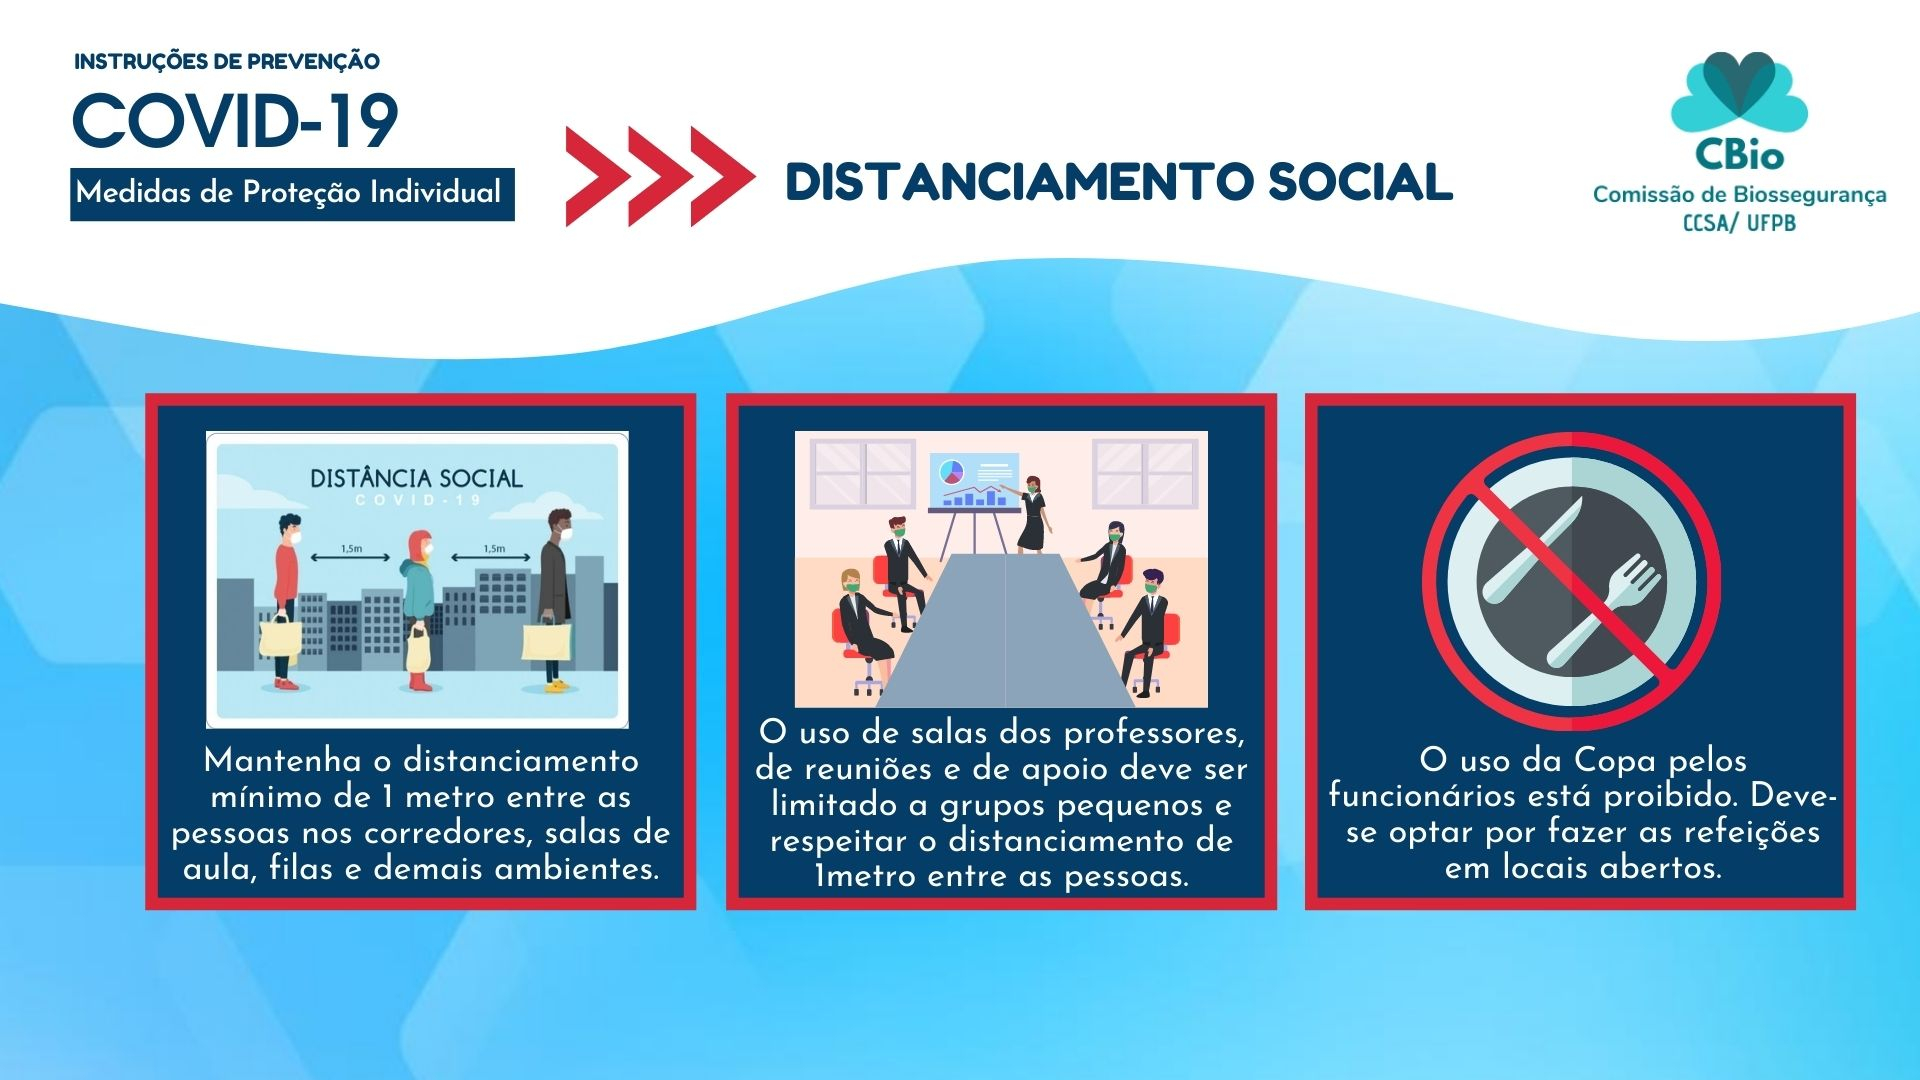 INSTRUÇÕES DE PREVENÇÃO
COVID-19
Medidas de Proteção Individual
DISTANCIAMENTO SOCIAL
CBio
Comissão de Biossegurança
CCSA/ UFPB
DISTÂNCIA SOCIAL
COVID-19
1,5m
1,5m
Mantenha o distanciamento
mínimo de 1 metro entre as
pessoas nos corredores, salas de
aula, filas e demais ambientes.
O uso de salas dos professores,
de reuniões e de apoio deve ser
limitado a grupos pequenos e
respeitar o distanciamento de
1metro entre as pessoas.
O uso da Copa pelos
funcionários está proibido. Deve-
se optar por fazer as refeições
em locais abertos.